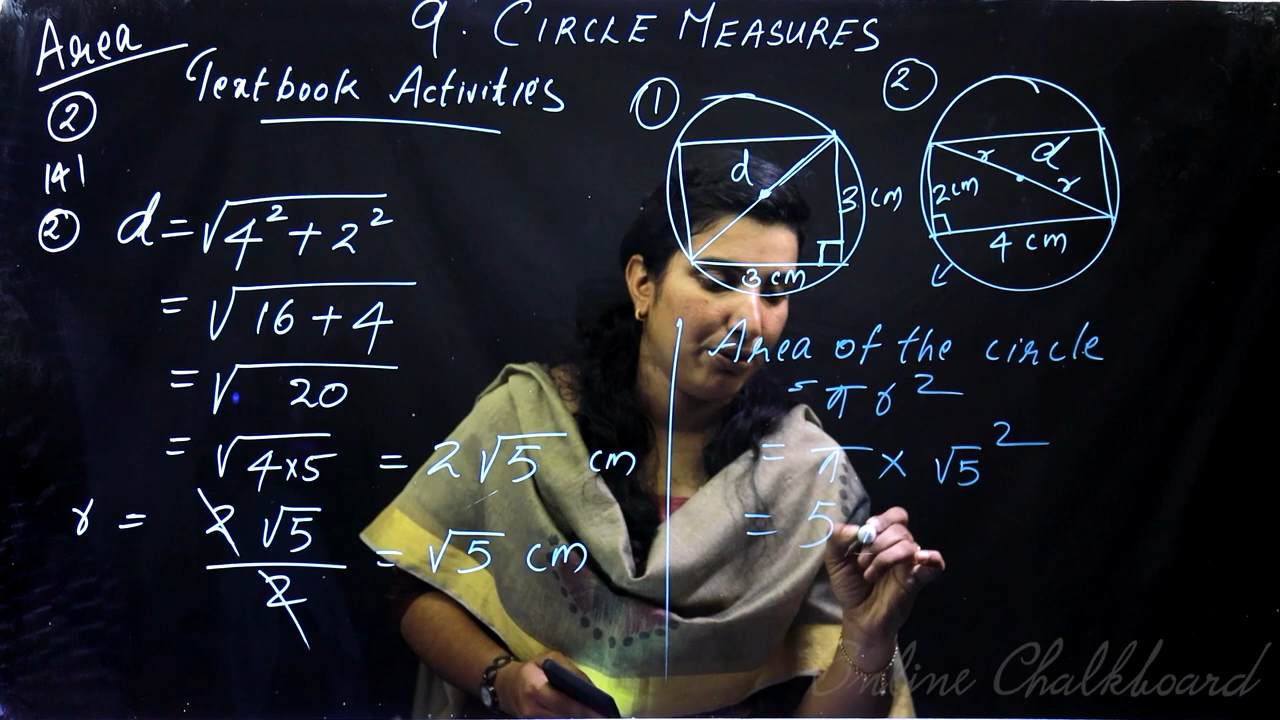 9. CIRCLE MEASURES
Area
Textbook Activities
②
141
② d = √4² + 2²
= √16 + 4
= √20
= √4×5 = 2√5 cm
r = 2√5 / 2 = √5 cm
①
d
3 cm
3 cm
②
r
d
r
2 cm
4 cm
Area of the circle
= πr²
= π × √5²
= 5
Online Chalkboard